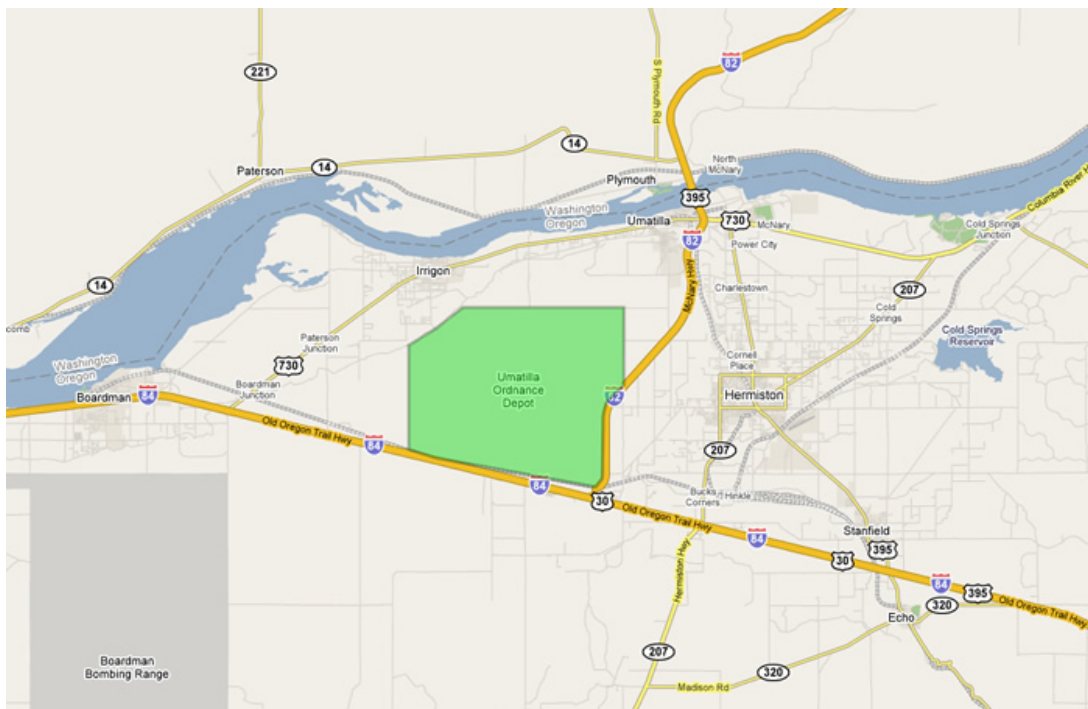 82
221
S Plymouth Rd
14
14
Paterson
North
McNary
Plymouth
395
Washington
Oregon
Umatilla
730
McNary
Columbia River H
82
Power City
Cold Springs
Junction
Irrigon
14
McNary Hwy
Charlestown
207
Cold
Springs
comb
Paterson
Junction
Cold Springs
Reservoir
Washington
Oregon
730
Cornell
Place
Umatilla
Ordnance
Depot
Boardman
Junction
82
Hermiston
Boardman
84
Old Oregon Trail Hwy
84
207
84
30
Bucks
Corners
Hinkle
Old Oregon Trail Hwy
84
Stanfield
395
30
84
395
Old Oregon Trail Hwy
Hermiston Hwy
320
Echo
207
320
Madison Rd
Boardman
Bombing Range